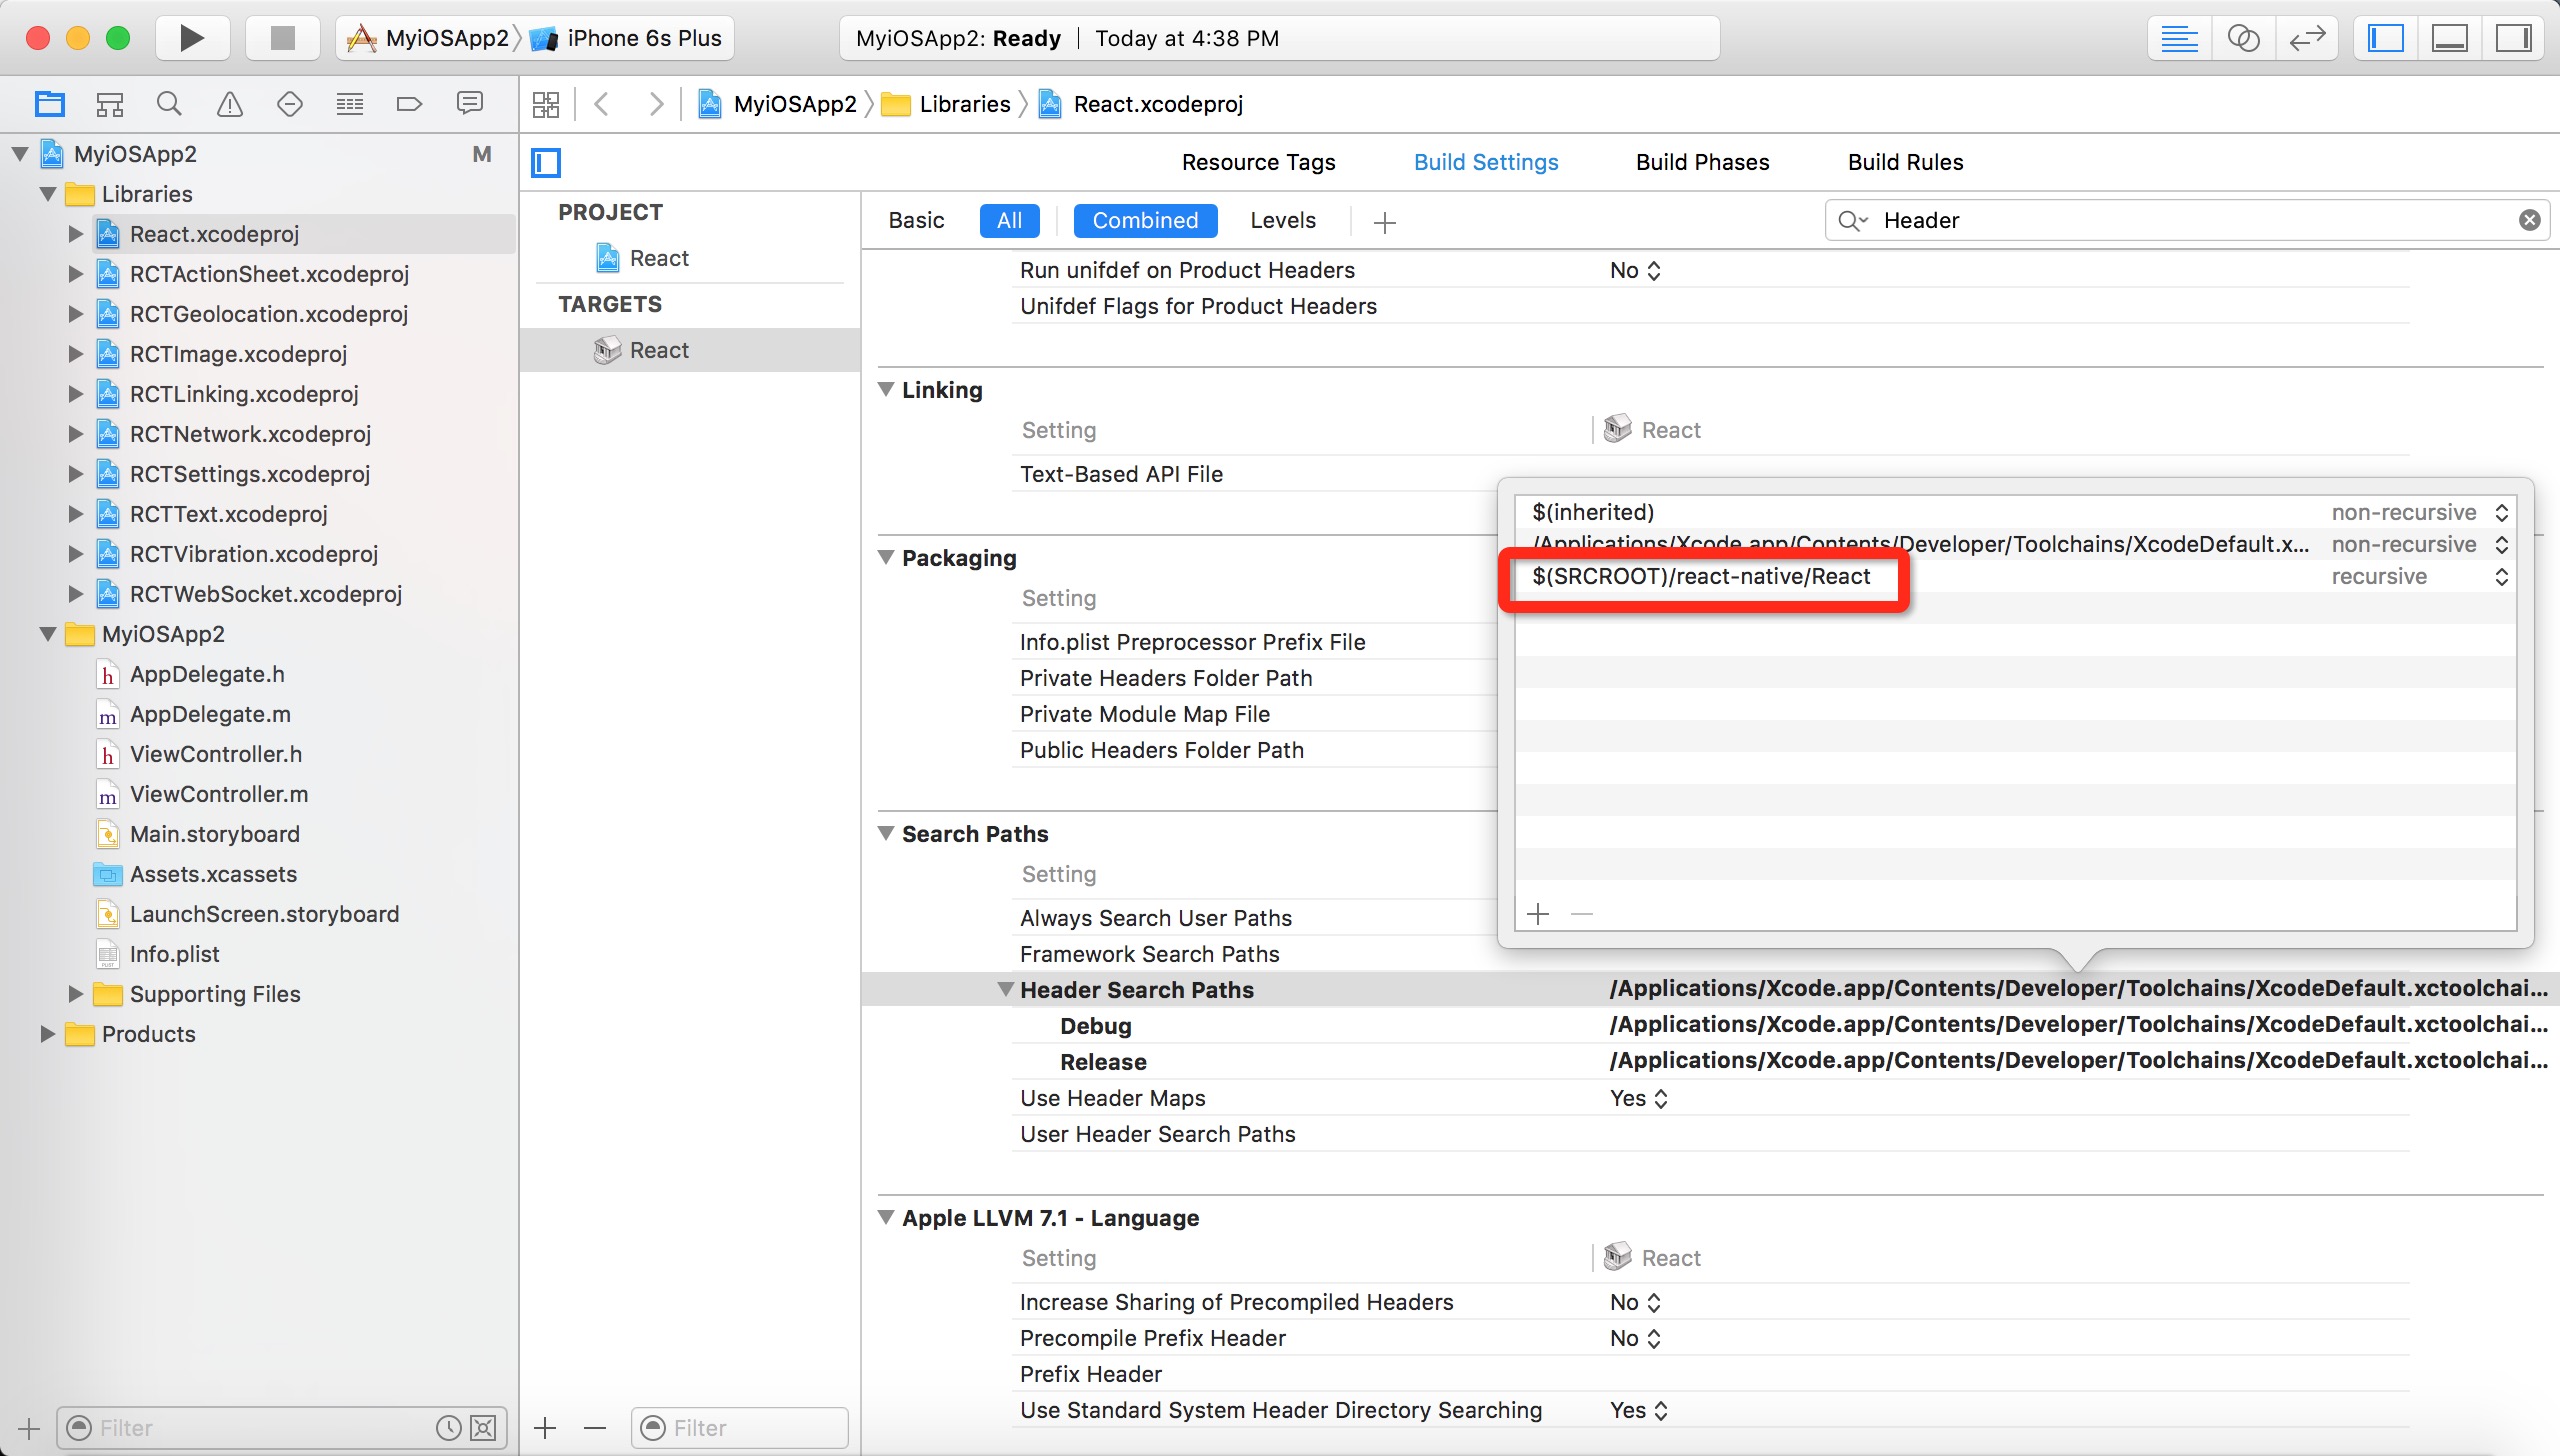 MyiOSApp2 iPhone 6s Plus
MyiOSApp2: Ready | Today at 4:38 PM
MyiOSApp2 Libraries React.xcodeproj
MyiOSApp2 M
Libraries
React.xcodeproj
RCTActionSheet.xcodeproj
RCTGeolocation.xcodeproj
RCTImage.xcodeproj
RCTLinking.xcodeproj
RCTNetwork.xcodeproj
RCTSettings.xcodeproj
RCTText.xcodeproj
RCTVibration.xcodeproj
RCTWebSocket.xcodeproj
MyiOSApp2
h AppDelegate.h
m AppDelegate.m
h ViewController.h
m ViewController.m
Main.storyboard
Assets.xcassets
LaunchScreen.storyboard
Info.plist
Supporting Files
Products
Filter
Resource Tags Build Settings Build Phases Build Rules
PROJECT
React
TARGETS
React
Filter
Basic All Combined Levels Header
Run unifdef on Product Headers No
Unifdef Flags for Product Headers
Linking
Setting React
Text-Based API File
Packaging
Setting
Info.plist Preprocessor Prefix File
Private Headers Folder Path
Private Module Map File
Public Headers Folder Path
$(inherited) non-recursive
/Applications/Xcode.app/Contents/Developer/Toolchains/XcodeDefault.x... non-recursive
$(SRCROOT)/react-native/React recursive
Search Paths
Setting
Always Search User Paths
Framework Search Paths
Header Search Paths /Applications/Xcode.app/Contents/Developer/Toolchains/XcodeDefault.xctoolchai...
Debug /Applications/Xcode.app/Contents/Developer/Toolchains/XcodeDefault.xctoolchai...
Release /Applications/Xcode.app/Contents/Developer/Toolchains/XcodeDefault.xctoolchai...
Use Header Maps Yes
User Header Search Paths
Apple LLVM 7.1 - Language
Setting React
Increase Sharing of Precompiled Headers No
Precompile Prefix Header No
Prefix Header
Use Standard System Header Directory Searching Yes